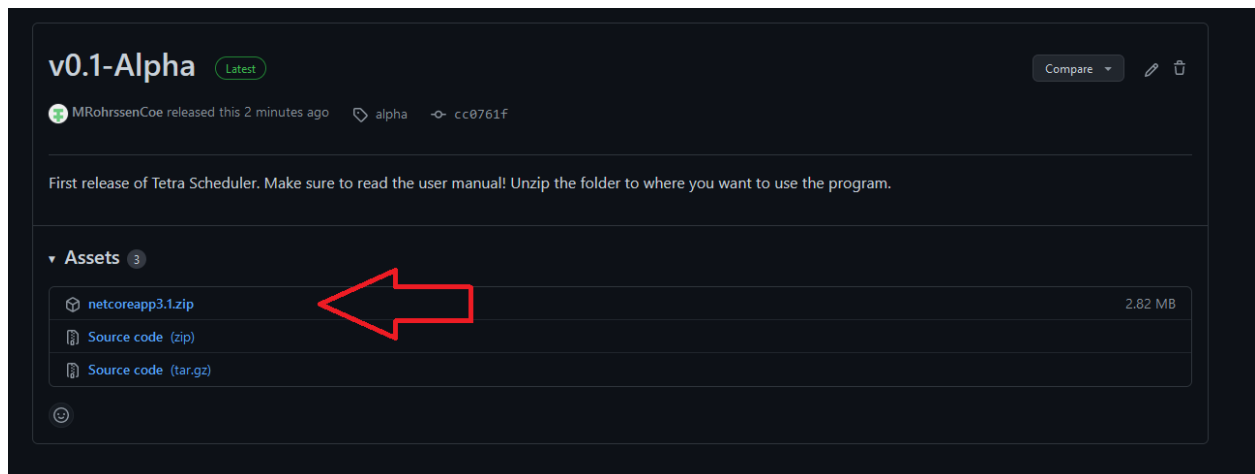 v0.1-Alpha Latest Compare
MRohrssenCoe released this 2 minutes ago alpha cc0761f
First release of Tetra Scheduler. Make sure to read the user manual! Unzip the folder to where you want to use the program.
Assets 3
netcoreapp3.1.zip 2.82 MB
Source code (zip)
Source code (tar.gz)